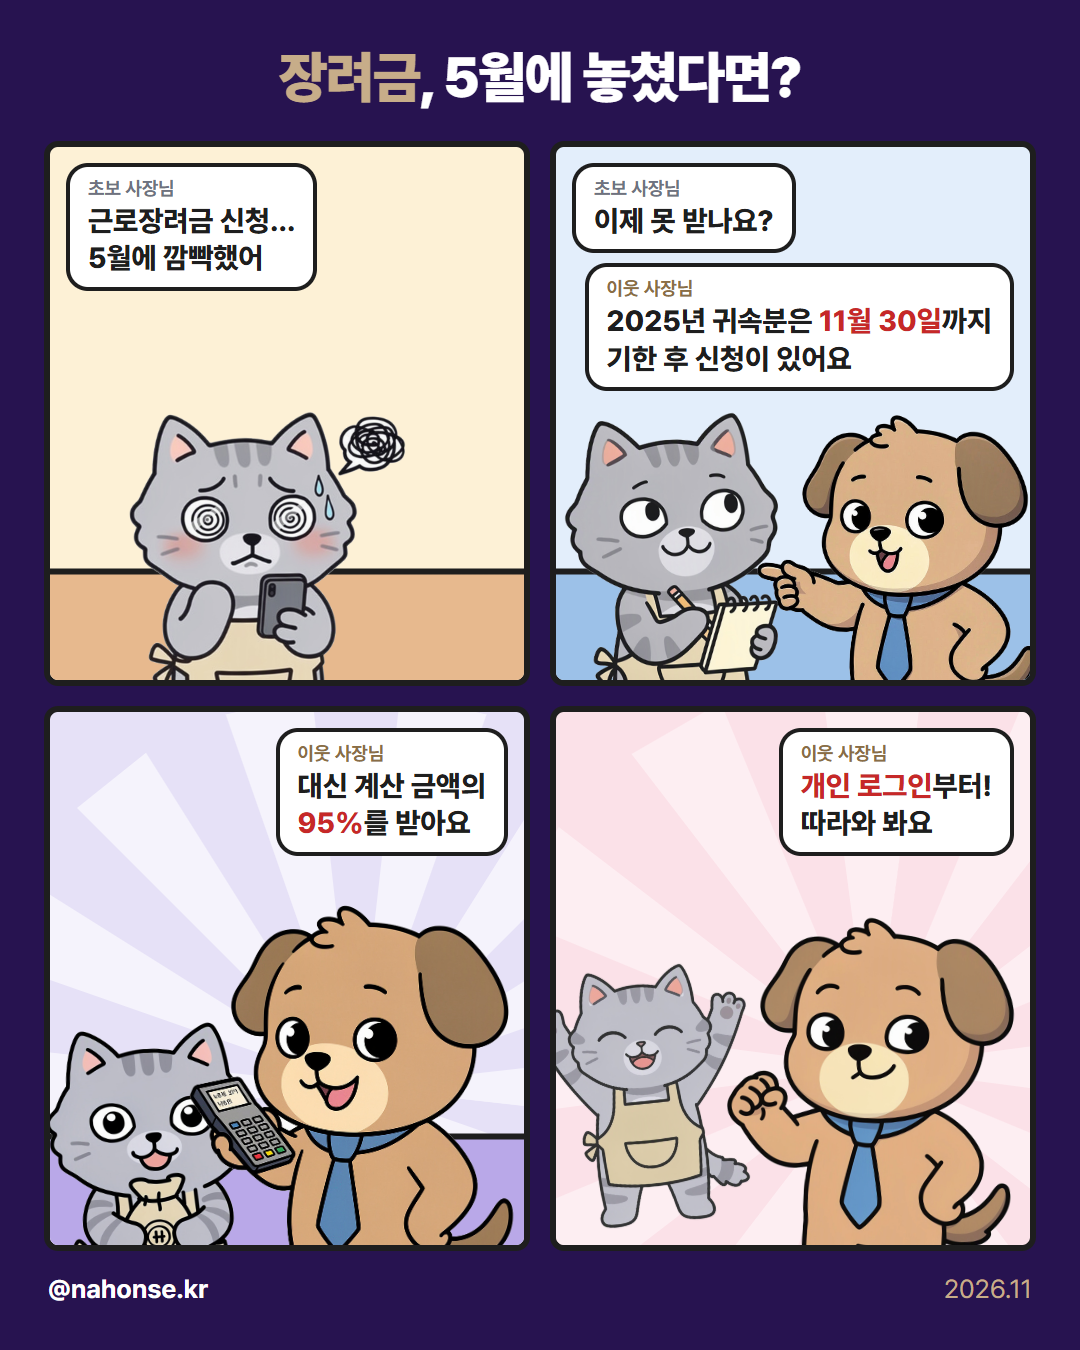 장려금, 5월에 놓쳤다면?
초보 사장님
근로장려금 신청...
5월에 깜빡했어
초보 사장님
이제 못 받나요?
이웃 사장님
2025년 귀속분은 11월 30일까지
기한 후 신청이 있어요
이웃 사장님
대신 계산 금액의
95%를 받아요
이웃 사장님
개인 로그인부터!
따라와 봐요
@nahonse.kr
2026.11